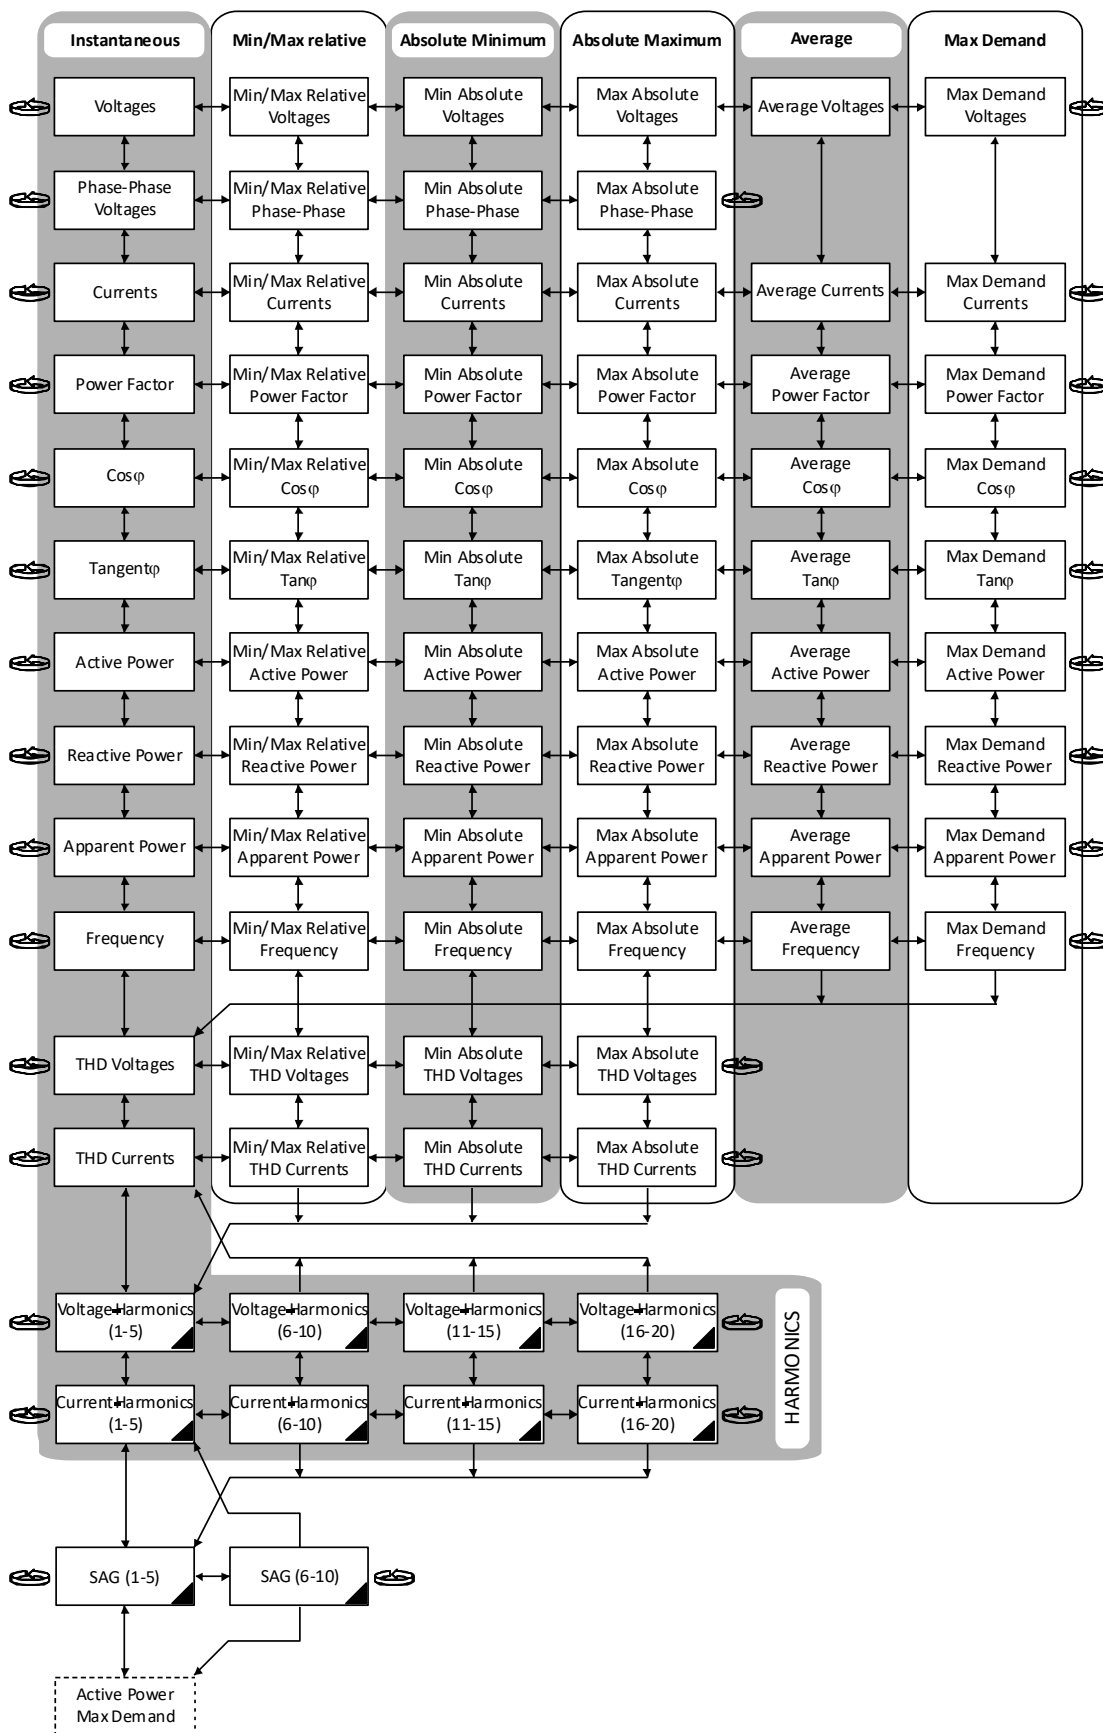 Instantaneous
Min/Max relative
Absolute Minimum
Absolute Maximum
Average
Max Demand
Voltages
Min/Max Relative
Voltages
Min Absolute
Voltages
Max Absolute
Voltages
Average Voltages
Max Demand
Voltages
Phase-Phase
Voltages
Min/Max Relative
Phase-Phase
Min Absolute
Phase-Phase
Max Absolute
Phase-Phase
Currents
Min/Max Relative
Currents
Min Absolute
Currents
Max Absolute
Currents
Average Currents
Max Demand
Currents
Power Factor
Min/Max Relative
Power Factor
Min Absolute
Power Factor
Max Absolute
Power Factor
Average
Power Factor
Max Demand
Power Factor
Cosφ
Min/Max Relative
Cosφ
Min Absolute
Cosφ
Max Absolute
Cosφ
Average
Cosφ
Max Demand
Cosφ
Tangentφ
Min/Max Relative
Tanφ
Min Absolute
Tanφ
Max Absolute
Tangentφ
Average
Tanφ
Max Demand
Tanφ
Active Power
Min/Max Relative
Active Power
Min Absolute
Active Power
Max Absolute
Active Power
Average
Active Power
Max Demand
Active Power
Reactive Power
Min/Max Relative
Reactive Power
Min Absolute
Reactive Power
Max Absolute
Reactive Power
Average
Reactive Power
Max Demand
Reactive Power
Apparent Power
Min/Max Relative
Apparent Power
Min Absolute
Apparent Power
Max Absolute
Apparent Power
Average
Apparent Power
Max Demand
Apparent Power
Frequency
Min/Max Relative
Frequency
Min Absolute
Frequency
Max Absolute
Frequency
Average
Frequency
Max Demand
Frequency
THD Voltages
Min/Max Relative
THD Voltages
Min Absolute
THD Voltages
Max Absolute
THD Voltages
THD Currents
Min/Max Relative
THD Currents
Min Absolute
THD Currents
Max Absolute
THD Currents
Voltage-Harmonics
(1-5)
Voltage-Harmonics
(6-10)
Voltage-Harmonics
(11-15)
Voltage-Harmonics
(16-20)
HARMONICS
Current-Harmonics
(1-5)
Current-Harmonics
(6-10)
Current-Harmonics
(11-15)
Current-Harmonics
(16-20)
SAG (1-5)
SAG (6-10)
Active Power
Max Demand